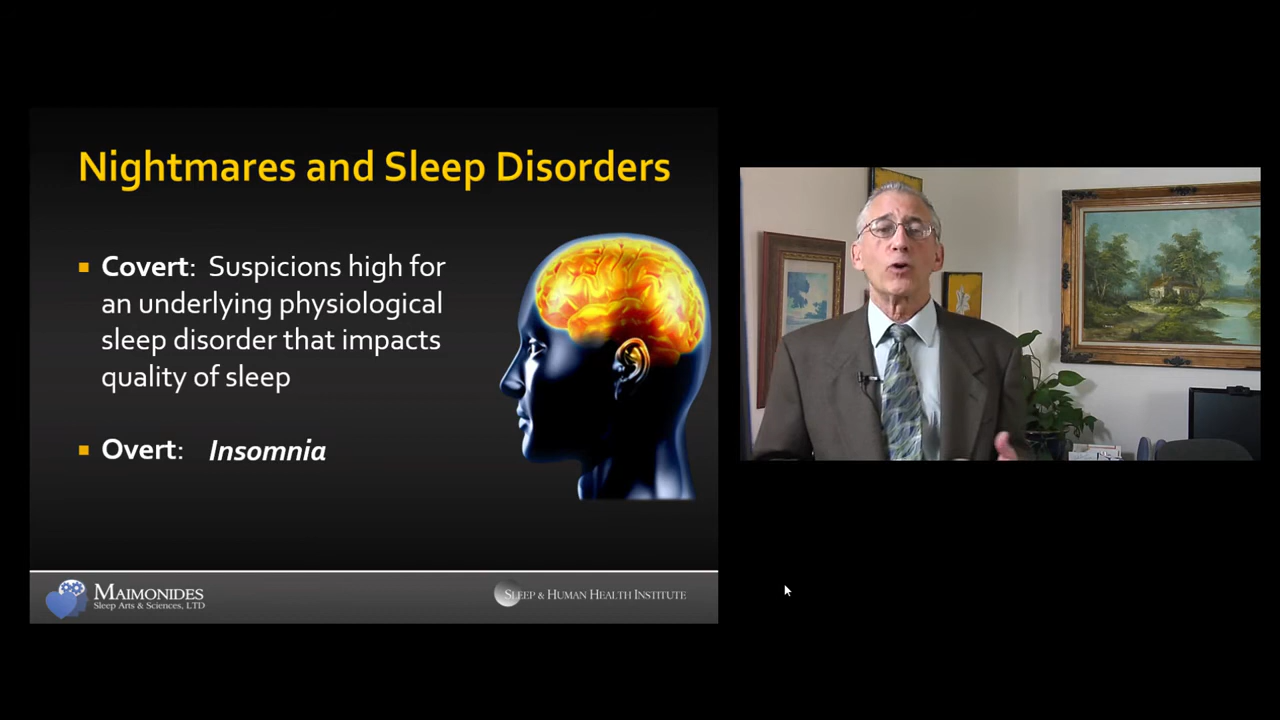 Nightmares and Sleep Disorders
Covert: Suspicions high for
an underlying physiological
sleep disorder that impacts
quality of sleep
Overt: Insomnia
MAIMONIDES
Sleep Arts & Sciences, LTD
SLEEP & HUMAN HEALTH INSTITUTE